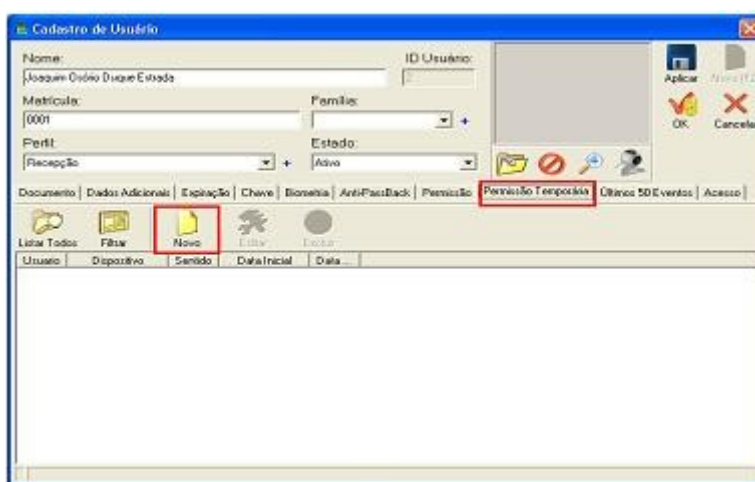 Cadastro de Usuário
Nome:
ID Usuário:
Joaquim Osório Duque Estrada
2
Aplicar
Matrícula:
Família:
0001
OK
Cancela
Perfil:
Estado:
Recepção
Ativo
Documento | Dados Adicionais | Expiração | Chave | Biometria | Anti-PassBack | Permissão | Permissão Temporária | Últimos 50 Eventos | Acesso
Listar Todos
Filtrar
Novo
Editar
Excluir
Usuario
Dispositivo
Sentido
Data Inicial
Data ...